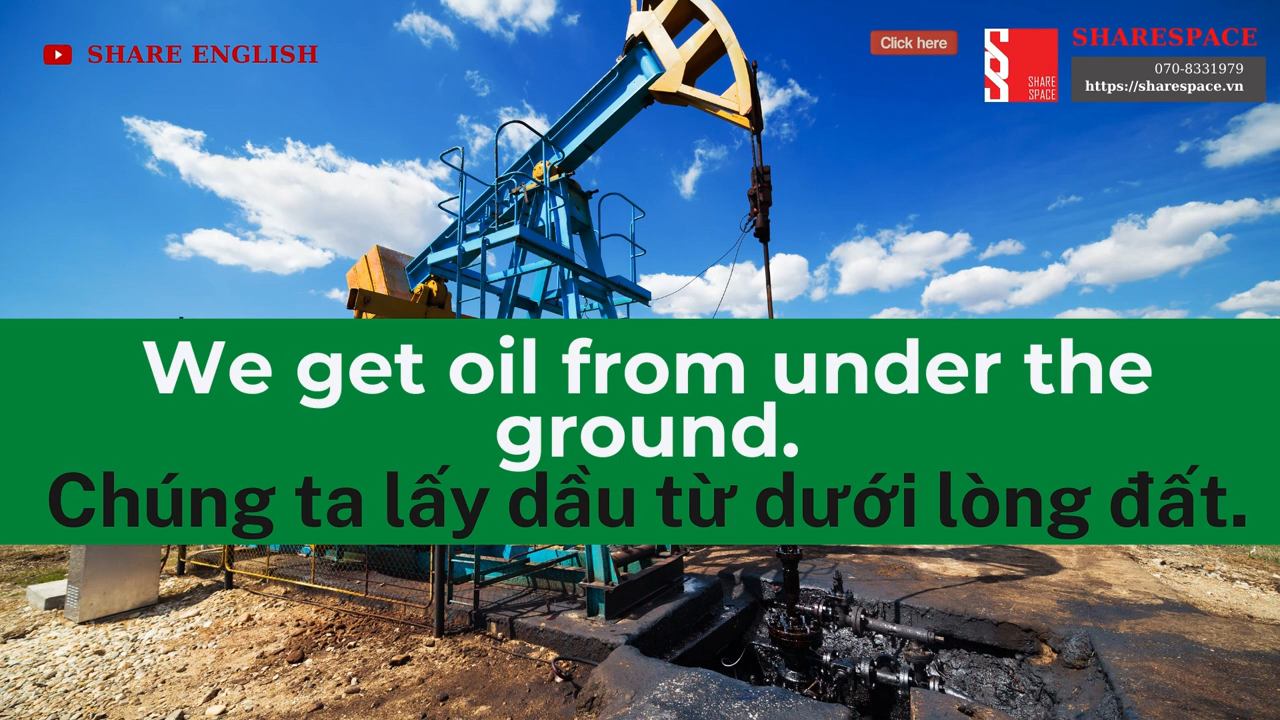 SHARE ENGLISH
Click here
SHARE
SPACE
SHARESPACE
070-8331979
https://sharespace.vn
We get oil from under the
ground.
Chúng ta lấy dầu từ dưới lòng đất.